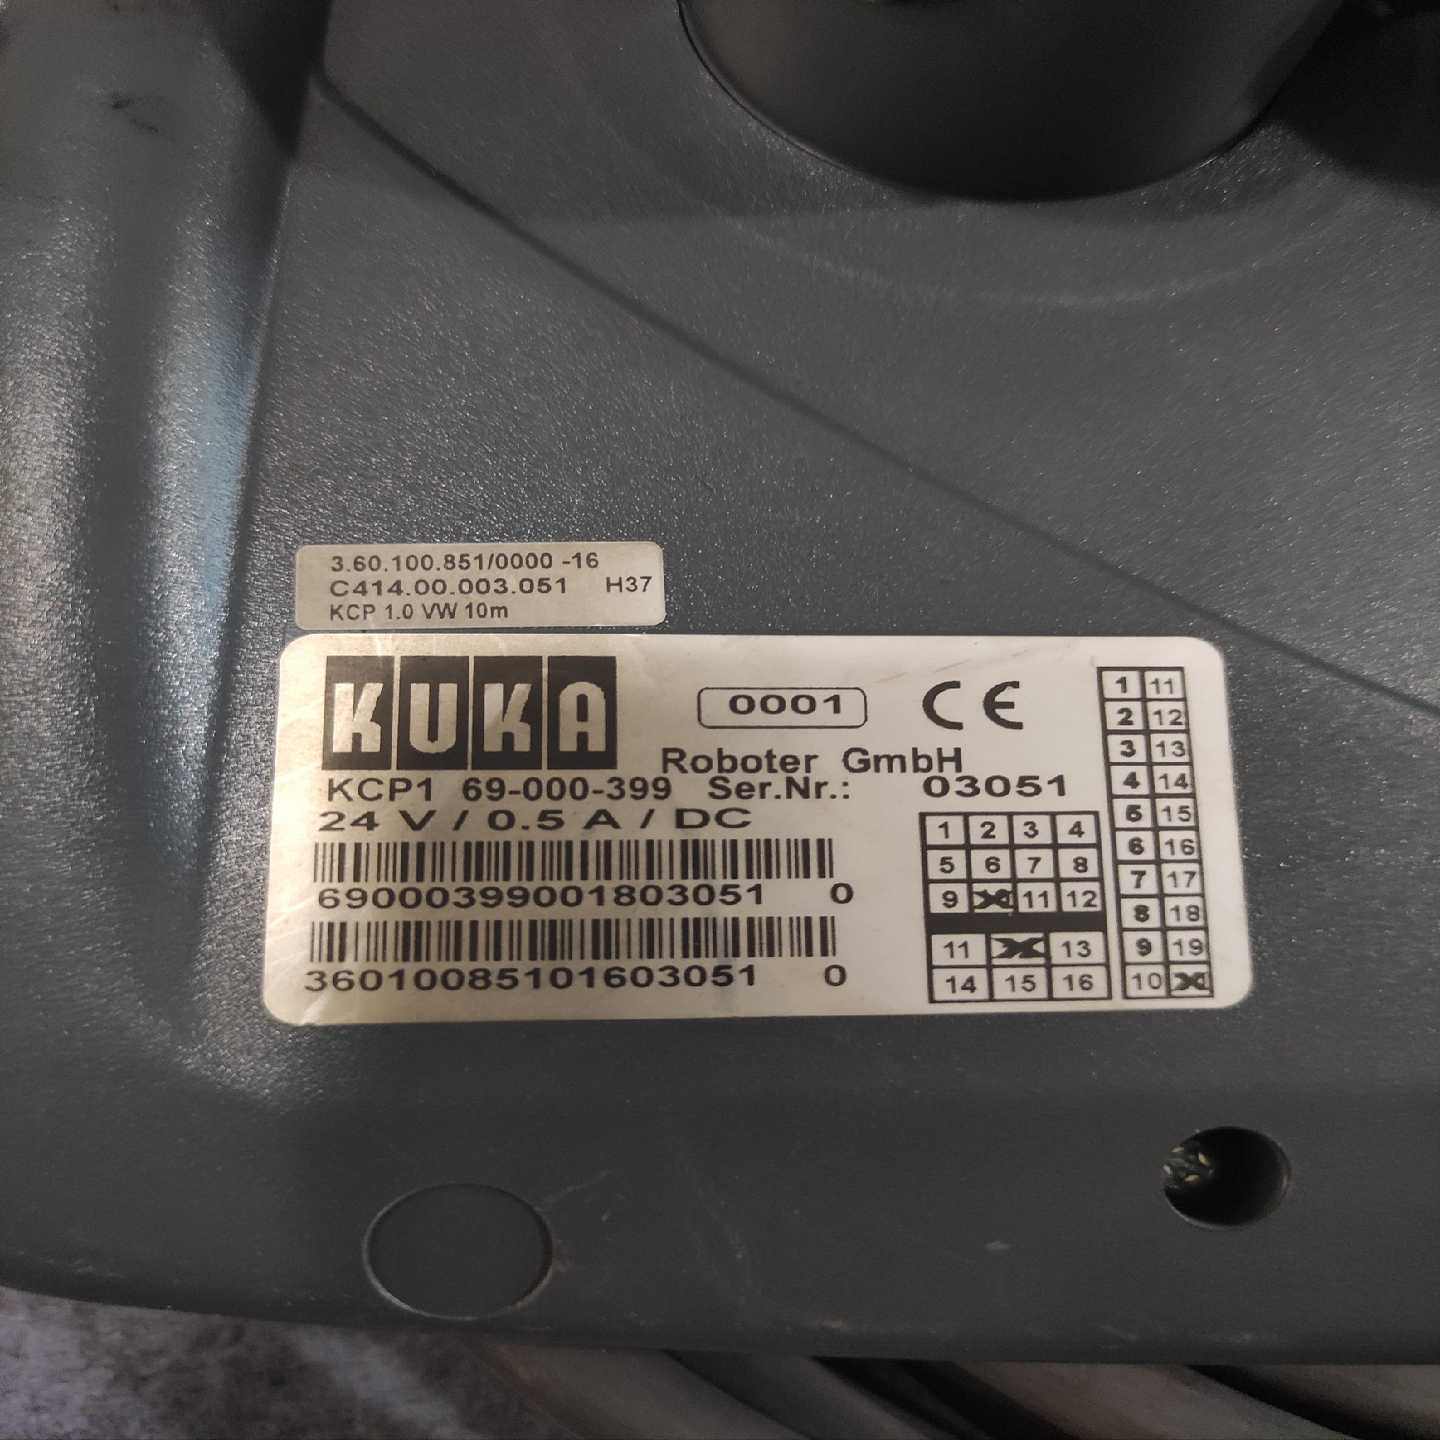 3.60.100.851/0000 -16
C414.00.003.051 H37
KCP 1.0 VW 10m
KUKA
0001 CE
Roboter GmbH
KCP1 69-000-399 Ser.Nr.: 03051
24 V / 0.5 A / DC
69000399001803051 0
36010085101603051 0
1 2 3 4
5 6 7 8
9 11 12
11 13
14 15 16
1 11
2 12
3 13
4 14
5 15
6 16
7 17
8 18
9 19
10